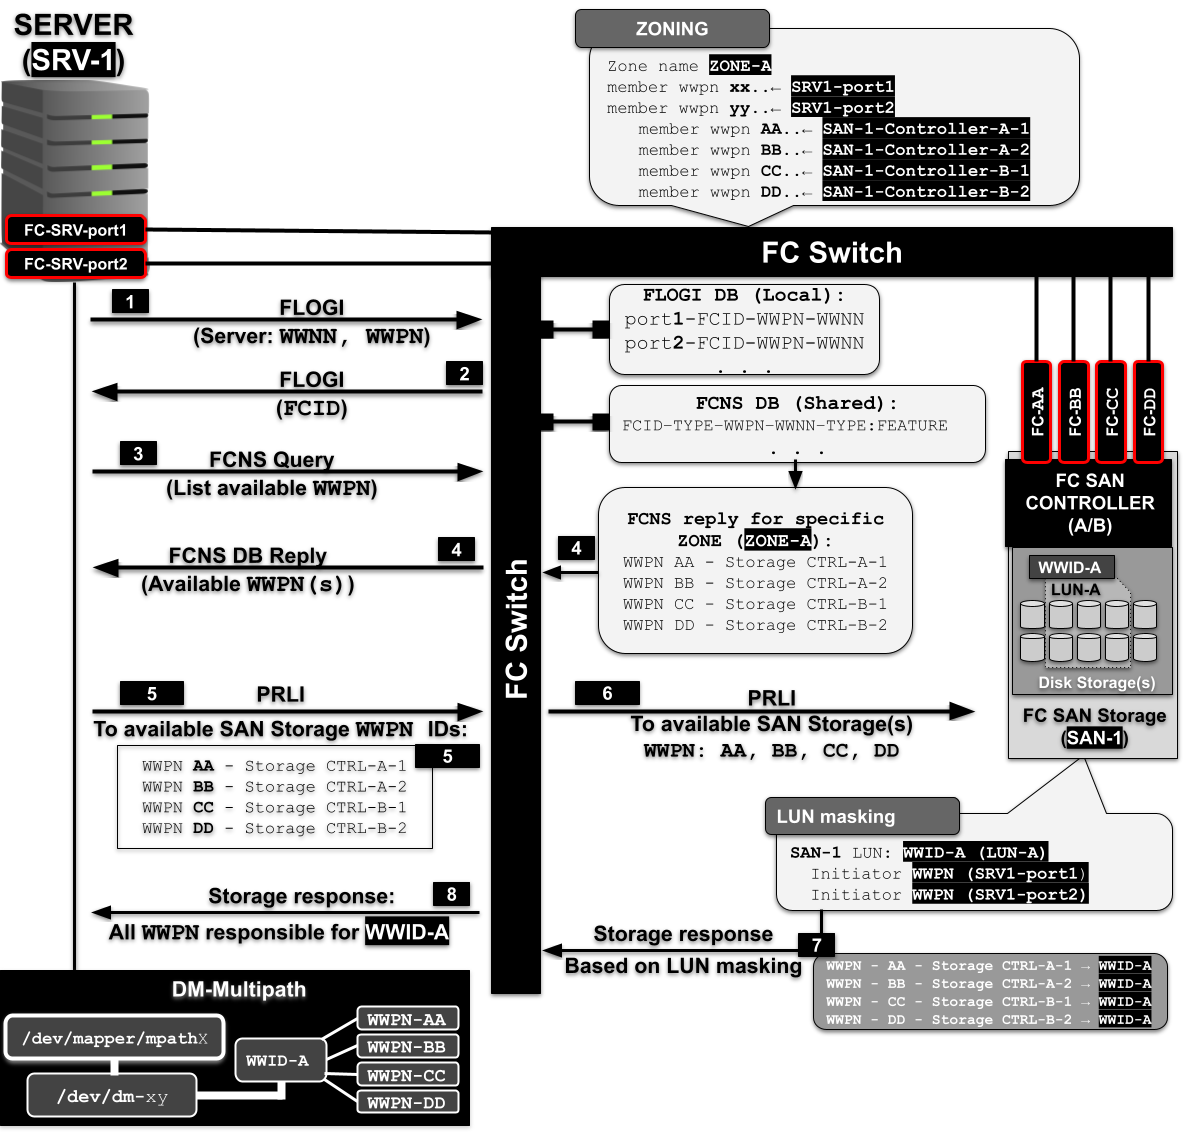 SERVER
(SRV-1)
FC-SRV-port1
FC-SRV-port2
ZONING
Zone name ZONE-A
member wwpn xx..← SRV1-port1
member wwpn yy..← SRV1-port2
member wwpn AA..← SAN-1-Controller-A-1
member wwpn BB..← SAN-1-Controller-A-2
member wwpn CC..← SAN-1-Controller-B-1
member wwpn DD..← SAN-1-Controller-B-2
FC Switch
FC Switch
1
FLOGI
(Server: WWNN, WWPN)
2
FLOGI
(FCID)
3
FCNS Query
(List available WWPN)
4
FCNS DB Reply
(Available WWPN(s))
FLOGI DB (Local):
port1-FCID-WWPN-WWNN
port2-FCID-WWPN-WWNN
. . .
FCNS DB (Shared):
FCID-TYPE-WWPN-WWNN-TYPE:FEATURE
. . .
4
FCNS reply for specific
ZONE (ZONE-A):
WWPN AA - Storage CTRL-A-1
WWPN BB - Storage CTRL-A-2
WWPN CC - Storage CTRL-B-1
WWPN DD - Storage CTRL-B-2
FC-AA
FC-BB
FC-CC
FC-DD
FC SAN
CONTROLLER
(A/B)
WWID-A
LUN-A
Disk Storage(s)
FC SAN Storage
(SAN-1)
5
PRLI
To available SAN Storage WWPN IDs:
5
WWPN AA - Storage CTRL-A-1
WWPN BB - Storage CTRL-A-2
WWPN CC - Storage CTRL-B-1
WWPN DD - Storage CTRL-B-2
6
PRLI
To available SAN Storage(s)
WWPN: AA, BB, CC, DD
LUN masking
SAN-1 LUN: WWID-A (LUN-A)
Initiator WWPN (SRV1-port1)
Initiator WWPN (SRV1-port2)
7
Storage response
Based on LUN masking
WWPN - AA - Storage CTRL-A-1 → WWID-A
WWPN - BB - Storage CTRL-A-2 → WWID-A
WWPN - CC - Storage CTRL-B-1 → WWID-A
WWPN - DD - Storage CTRL-B-2 → WWID-A
8
Storage response:
All WWPN responsible for WWID-A
DM-Multipath
/dev/mapper/mpathX
/dev/dm-xy
WWID-A
WWPN-AA
WWPN-BB
WWPN-CC
WWPN-DD